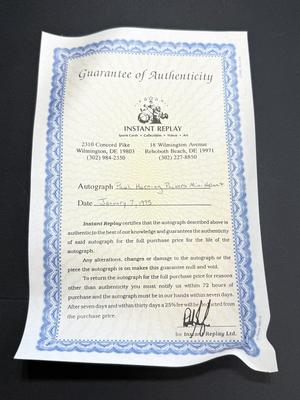 Guarantee of Authenticity
INSTANT REPLAY
Sports Cards • Collectibles • Videos • Art
2310 Concord Pike
Wilmington, DE 19803
(302) 984-2350
18 Wilmington Avenue
Rehoboth Beach, DE 19971
(302) 227-8850
Autograph Paul Hornung Packers Mini Helmet
Date January 7, 1995
Instant Replay certifies that the autograph described above is
authentic to the best of our knowledge and guarantees the authenticity
of said autograph for the full purchase price for the life of the
autograph.
Any alterations, changes or damage to the autograph or the
piece the autograph is on makes this guarantee null and void.
To return the autograph for the full purchase price for reasons
other than authenticity you must notify us within 72 hours of
purchase and the autograph must be in our hands within seven days.
After seven days and within thirty days a 25% fee will be deducted from
the purchase price.
for Instant Replay Ltd.